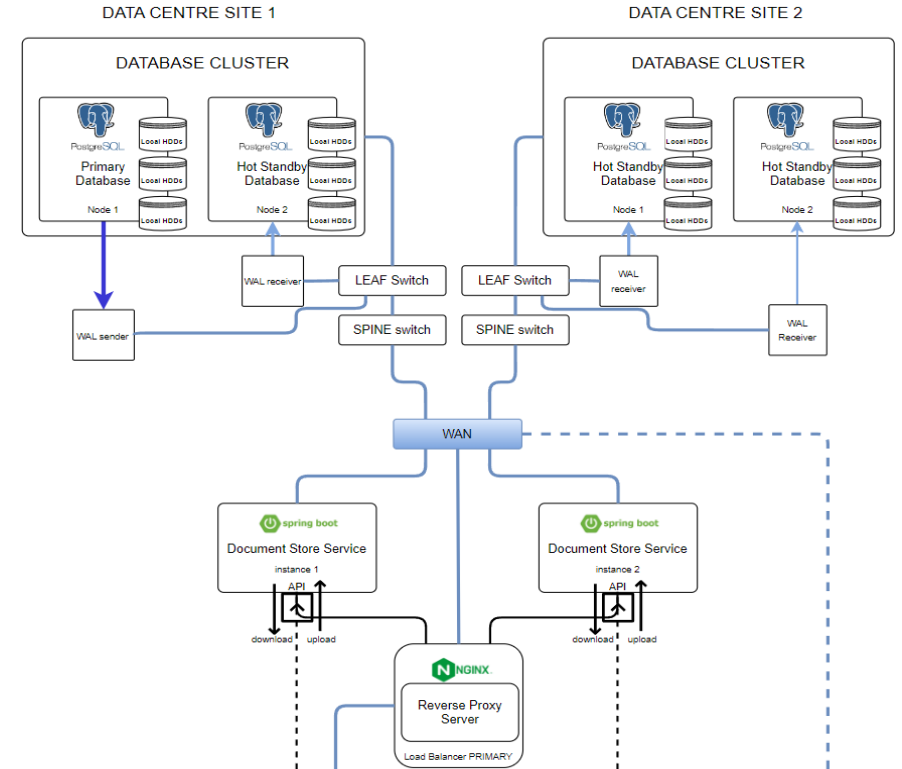 DATA CENTRE SITE 1
DATA CENTRE SITE 2
DATABASE CLUSTER
DATABASE CLUSTER
PostgreSQL
Primary
Database
Node 1
Local HDDs
Local HDDs
Local HDDs
PostgreSQL
Hot Standby
Database
Node 2
Local HDDs
Local HDDs
Local HDDs
PostgreSQL
Hot Standby
Database
Node 1
Local HDDs
Local HDDs
Local HDDs
PostgreSQL
Hot Standby
Database
Node 2
Local HDDs
Local HDDs
Local HDDs
WAL receiver
LEAF Switch
LEAF Switch
WAL
receiver
WAL sender
SPINE switch
SPINE switch
WAL
Receiver
WAN
spring boot
Document Store Service
instance 1
API
download
upload
spring boot
Document Store Service
instance 2
API
download
upload
NGINX
Reverse Proxy
Server
Load Balancer PRIMARY